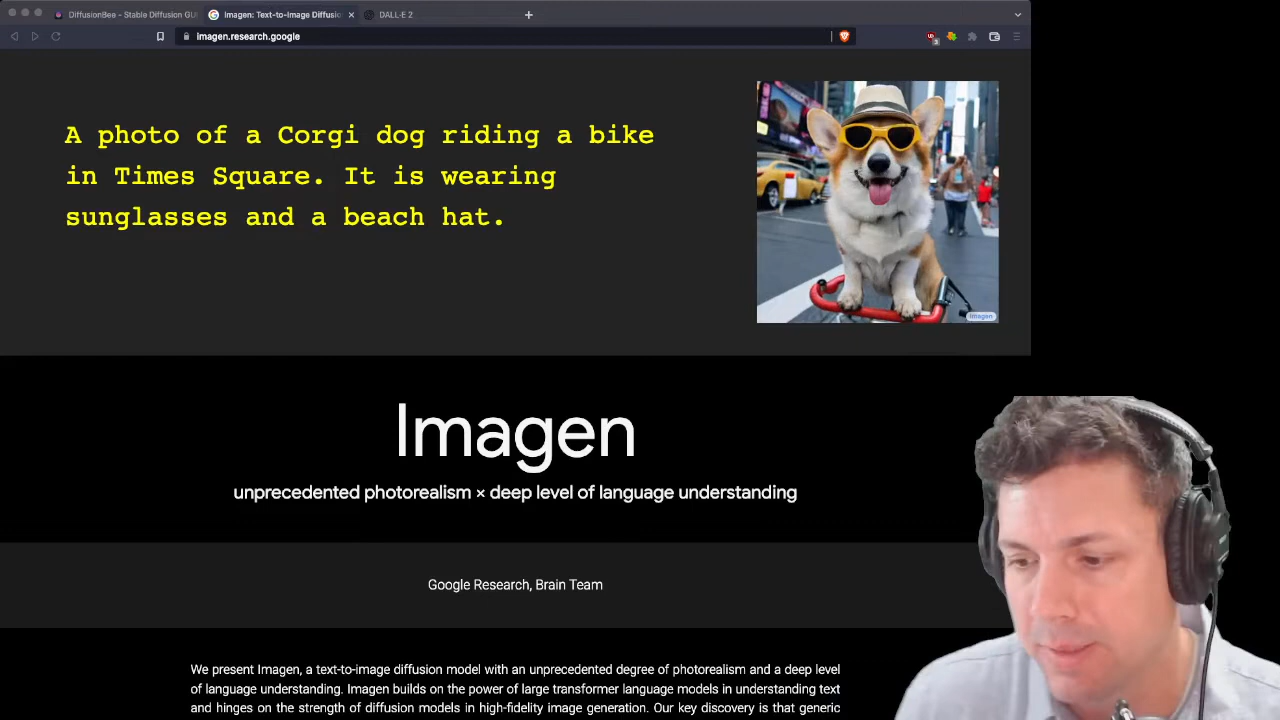 DiffusionBee - Stable Diffusion GUI
Imagen: Text-to-Image Diffusio
DALL·E 2
imagen.research.google
3
A photo of a Corgi dog riding a bike
in Times Square. It is wearing
sunglasses and a beach hat.
Imagen
Imagen
unprecedented photorealism × deep level of language understanding
Google Research, Brain Team
We present Imagen, a text-to-image diffusion model with an unprecedented degree of photorealism and a deep level
of language understanding. Imagen builds on the power of large transformer language models in understanding text
and hinges on the strength of diffusion models in high-fidelity image generation. Our key discovery is that generic